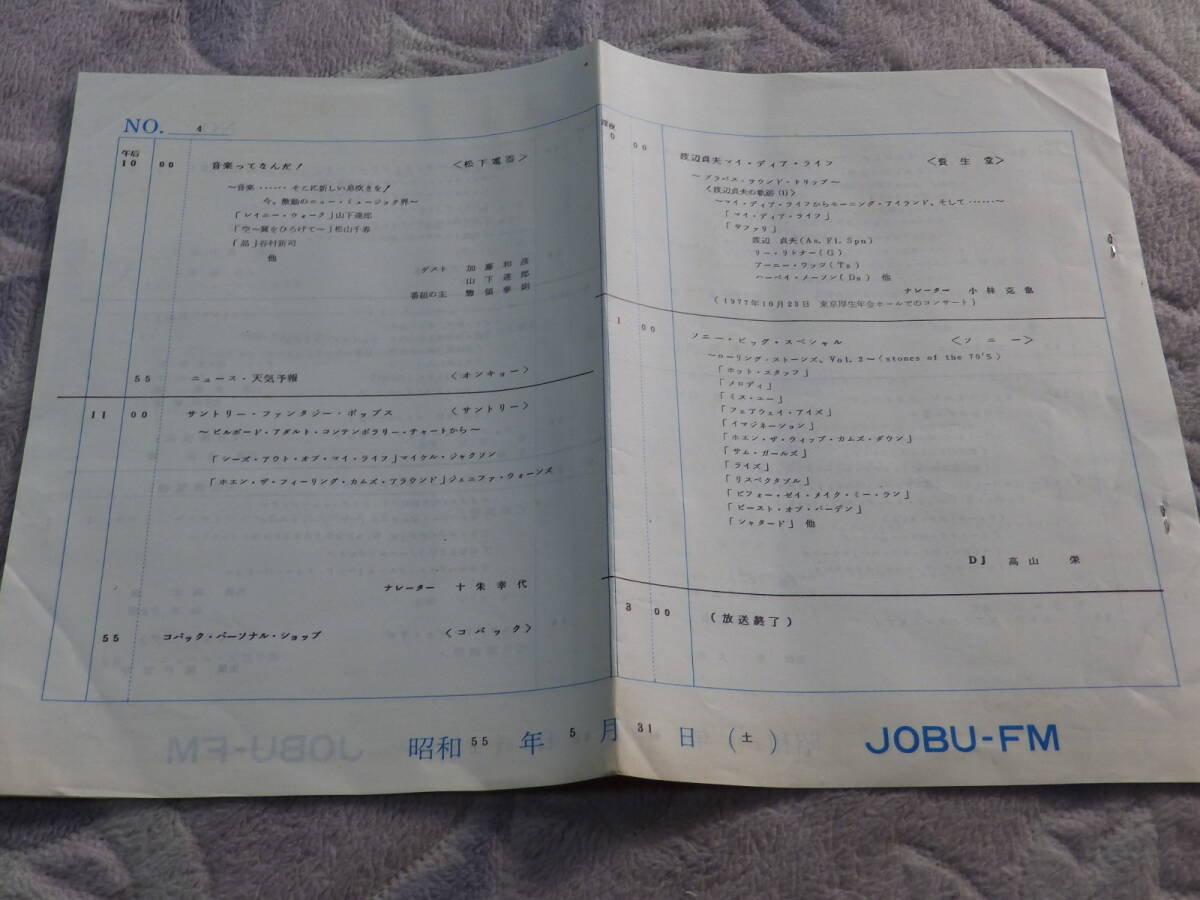 NO. 4
午后
10 00 音楽ってなんだ! <松下電器>
～音楽 …… そこに新しい息吹きを!
今、激動のニュー・ミュージック界～
「レイニー・ウォーク」山下達郎
「空～翼をひろげて～」松山千春
「昴」谷村新司
他
ゲスト 加藤和彦
山下達郎
番組の主 惣領泰則
55 ニュース・天気予報 <オンキョー>
11 00 サントリー・ファンタジー・ポップス <サントリー>
～ビルボード・アダルト・コンテンポラリー・チャートから～
「シーズ・アウト・オブ・マイ・ライフ」マイケル・ジャクソン
「ホエン・ザ・フィーリング・カムズ・アラウンド」ジェニファ・ウォーンズ
ナレーター 十朱幸代
55 コパック・パーソナル・ショップ <コパック>
深夜
0 00 渡辺貞夫マイ・ディア・ライフ <資生堂>
～ブラバス・サウンド・トリップ～
<渡辺貞夫の軌跡(1)>
～マイ・ディア・ライフからモーニング・アイランド、そして……～
「マイ・ディア・ライフ」
「サファリ」
渡辺 貞夫(As, Fl, Spn)
リー・リトナー(G)
アーニー・ワッツ(Ts)
ハーベイ・メーソン(Ds) 他
ナレーター 小林克也
(1977年10月23日 東京厚生年金ホールでのコンサート)
1 00 ソニー・ビッグ・スペシャル <ソニー>
～ローリング・ストーンズ、Vol. 2～(stones of the 70'S)
「ホット・スタッフ」
「メロディ」
「ミス・ユー」
「フェアウェイ・アイズ」
「イマジネーション」
「ホエン・ザ・ウィップ・カムズ・ダウン」
「サム・ガールズ」
「ライズ」
「リスペクタブル」
「ビフォー・ゼイ・メイク・ミー・ラン」
「ビースト・オブ・バーデン」
「シャタード」 他
DJ 高山 栄
3 00 (放送終了)
昭和55年5月31日(土) JOBU-FM